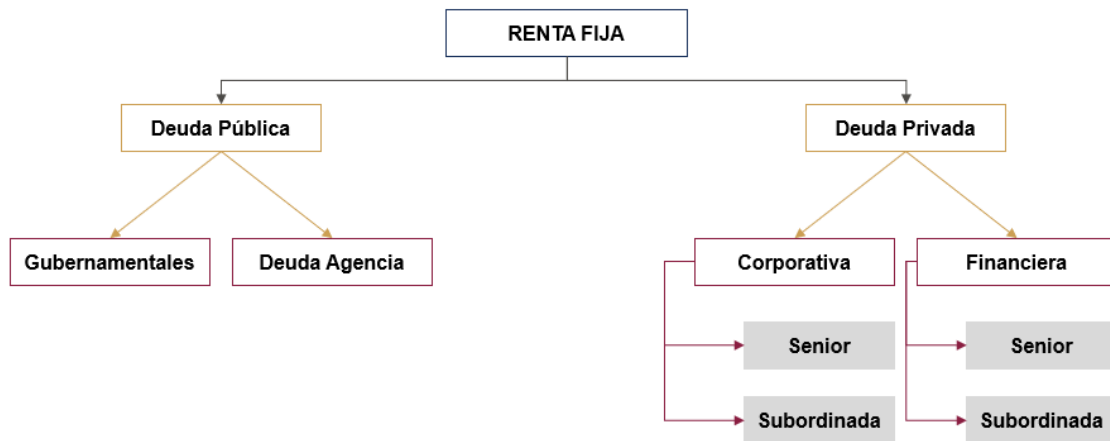 RENTA FIJA
Deuda Pública
Deuda Privada
Gubernamentales
Deuda Agencia
Corporativa
Financiera
Senior
Senior
Subordinada
Subordinada